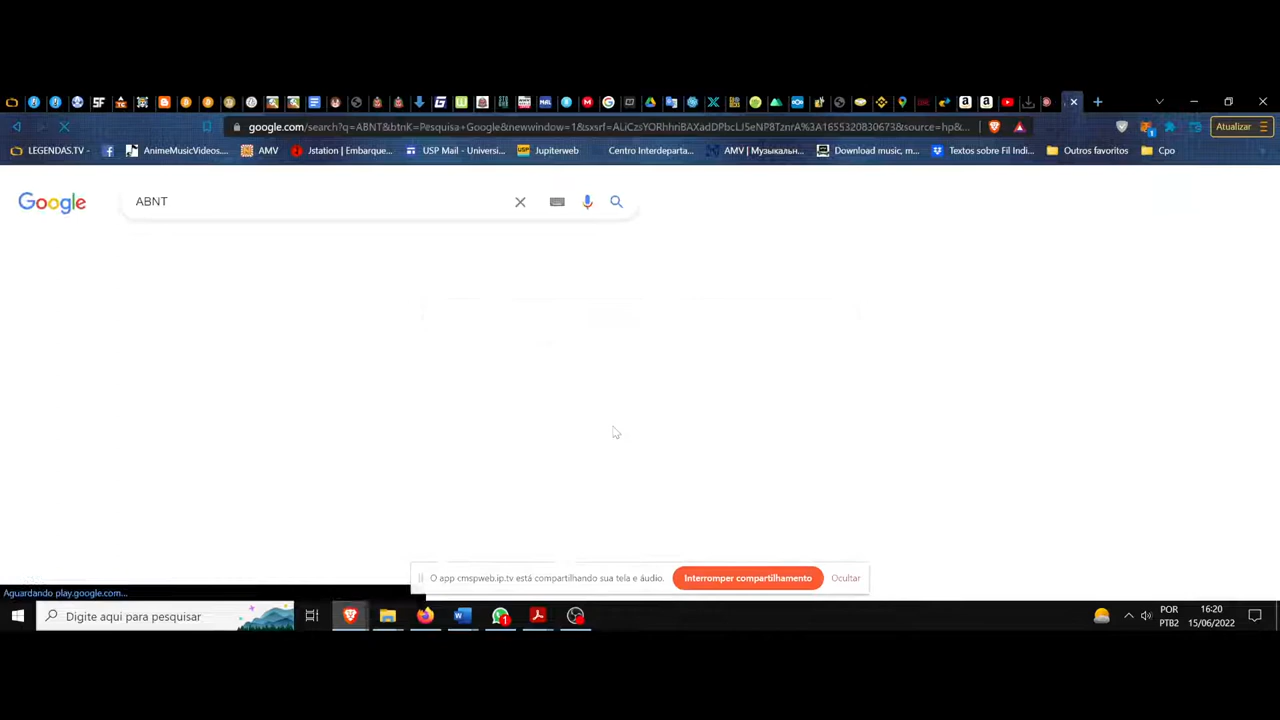 google.com/search?q=ABNT&btnK=Pesquisa+Google&newwindow=1&sxsrf=ALiCzsYORhhriBAXadDPbcLJSeNP8TznrA%3A1655320830673&source=hp&...
Atualizar
LEGENDAS.TV -
AnimeMusicVideos....
AMV
Jstation (Embarque...
USP Mail - Universi...
Jupiterweb
Centro Interdeparta...
AMV | Музыкальн...
Download music, m...
Textos sobre Fil Indi...
Outros favoritos
Cpo
Google
ABNT
O app cmspweb.ip.tv está compartilhando sua tela e áudio.
Interromper compartilhamento
Ocultar
Aguardando play.google.com...
Digite aqui para pesquisar
POR
PTB2
16:20
15/06/2022